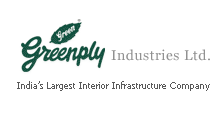 Green
Greenply Industries Ltd.
India's Largest Interior Infrastructure Company